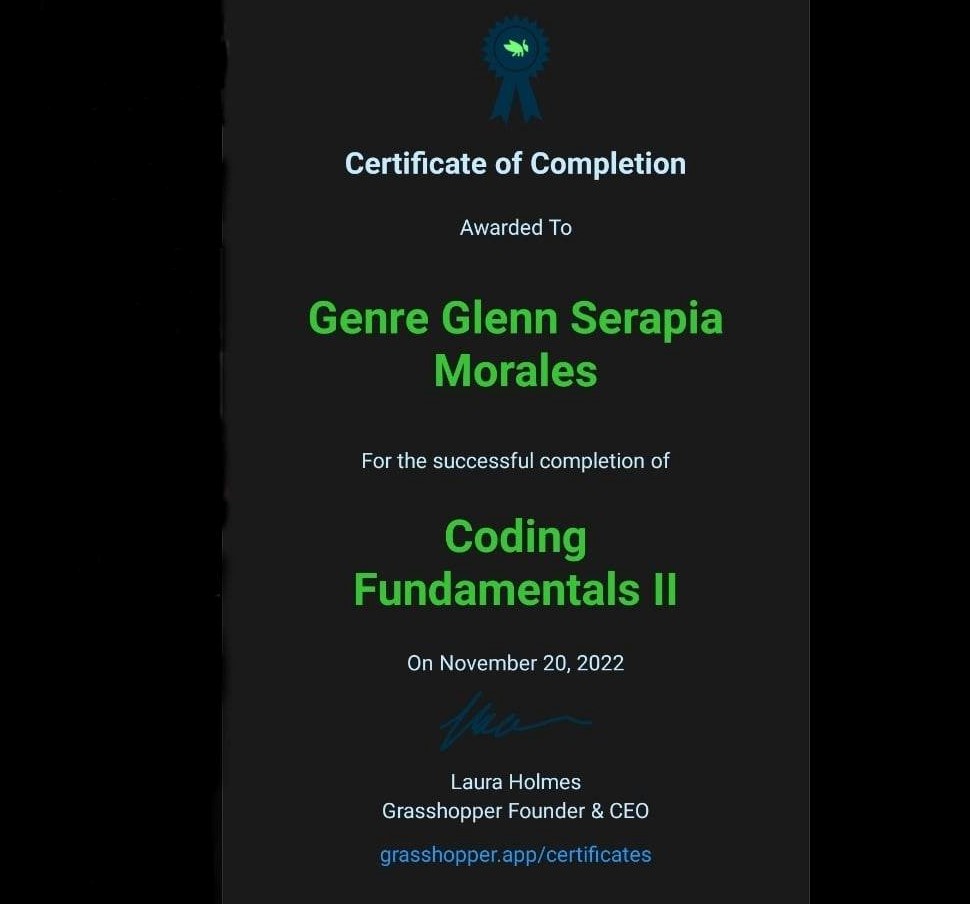 Certificate of Completion
Awarded To
Genre Glenn Serapia
Morales
For the successful completion of
Coding
Fundamentals II
On November 20, 2022
Laura Holmes
Grasshopper Founder & CEO
grasshopper.app/certificates